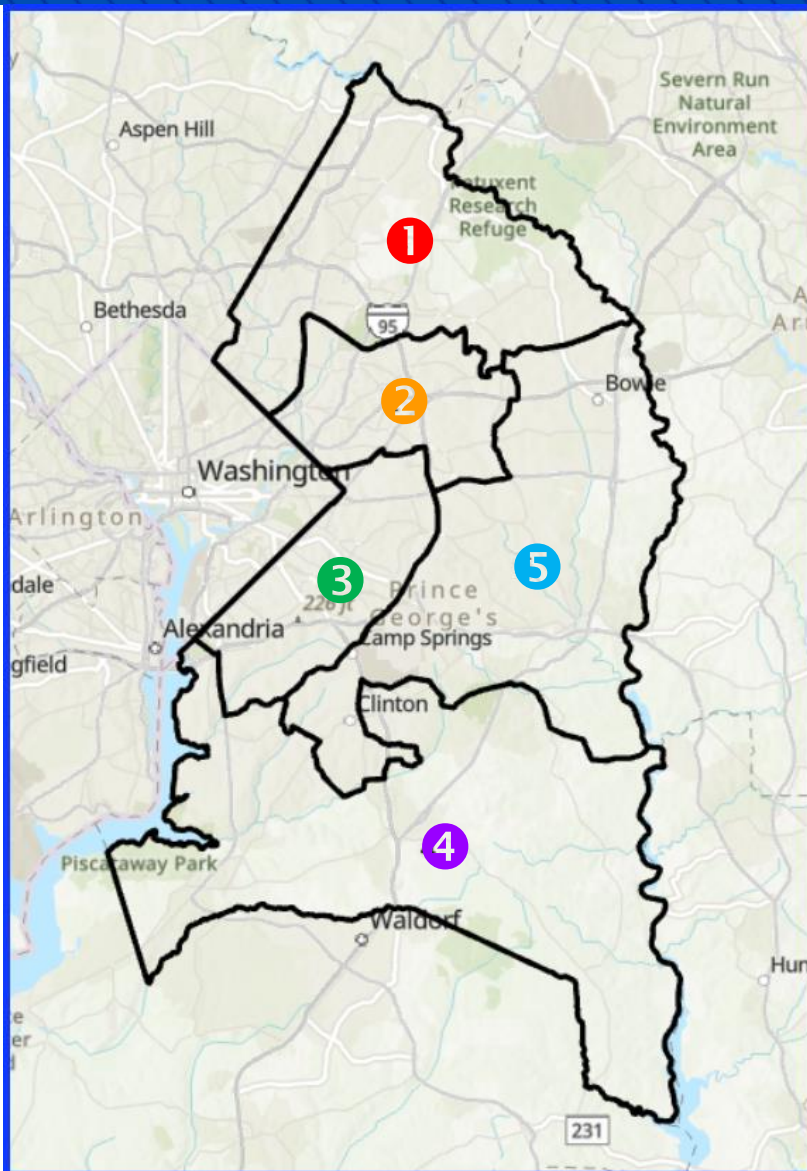 Severn Run
Natural
Environment
Area
Aspen Hill
Patuxent
Research
Refuge
1
Bethesda
95
Bowie
2
Washington
Arlington
3
5
Prince
George's
226 ft
dale
Alexandria
Camp Springs
gfield
Clinton
4
Piscataway Park
Waldorf
Hun
231